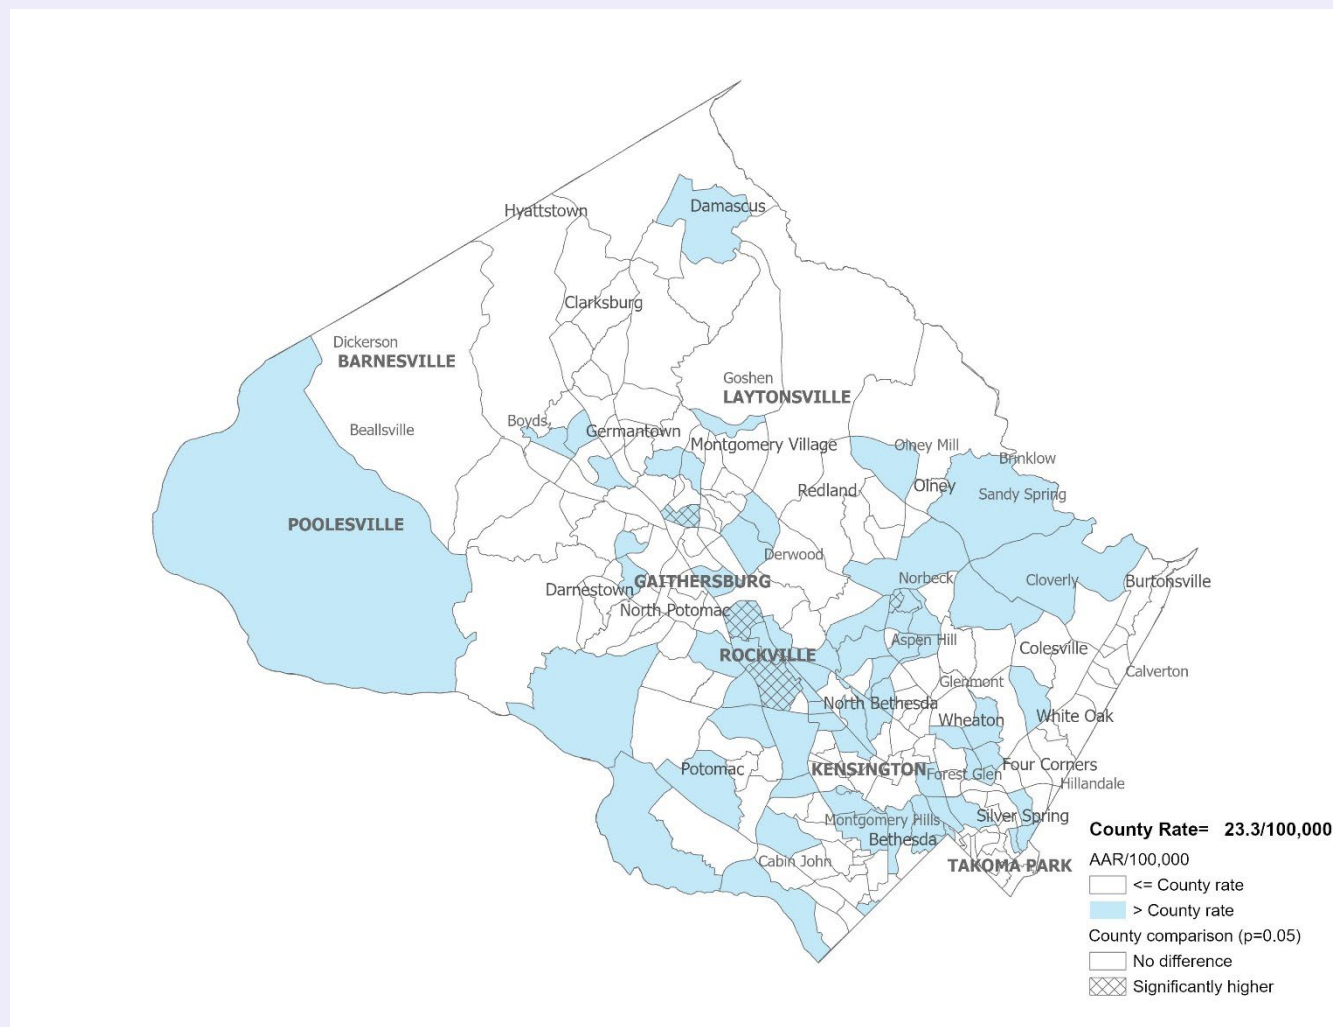 Damascus
Hyattstown
Clarksburg
Dickerson
BARNESVILLE
Goshen
LAYTONSVILLE
Boyds
Beallsville
Germantown
Montgomery Village
Olney Mill
Brinklow
Redland
Olney
Sandy Spring
POOLESVILLE
Derwood
GAITHERSBURG
Norbeck
Cloverly
Burtonsville
Darnestown
North Potomac
Aspen Hill
ROCKVILLE
Colesville
Calverton
Glenmont
North Bethesda
Wheaton
White Oak
Potomac
KENSINGTON
Forest Glen
Four Corners
Hillandale
Montgomery Hills
Silver Spring
Bethesda
Cabin John
TAKOMA PARK
County Rate= 23.3/100,000
AAR/100,000
<= County rate
> County rate
County comparison (p=0.05)
No difference
Significantly higher